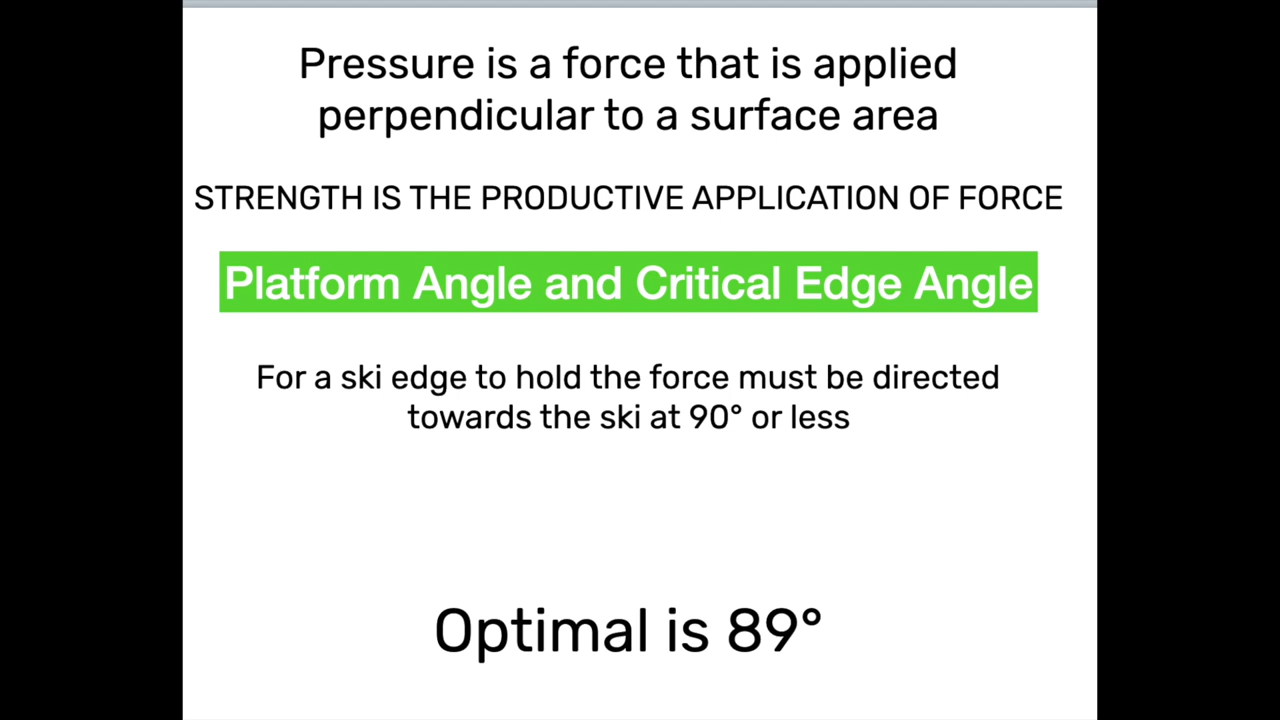 Pressure is a force that is applied
perpendicular to a surface area
STRENGTH IS THE PRODUCTIVE APPLICATION OF FORCE
Platform Angle and Critical Edge Angle
For a ski edge to hold the force must be directed
towards the ski at 90° or less
Optimal is 89°